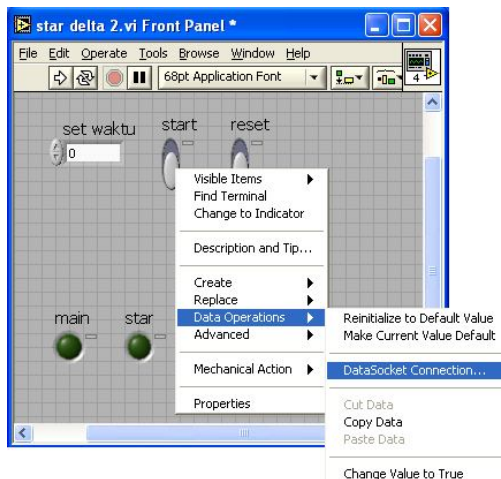 star delta 2.vi Front Panel *
File Edit Operate Tools Browse Window Help
68pt Application Font
4
set waktu start reset
0
Visible Items
Find Terminal
Change to Indicator
Description and Tip...
Create
Replace
Data Operations
Advanced
Mechanical Action
Properties
main star
Reinitialize to Default Value
Make Current Value Default
DataSocket Connection...
Cut Data
Copy Data
Paste Data
Change Value to True